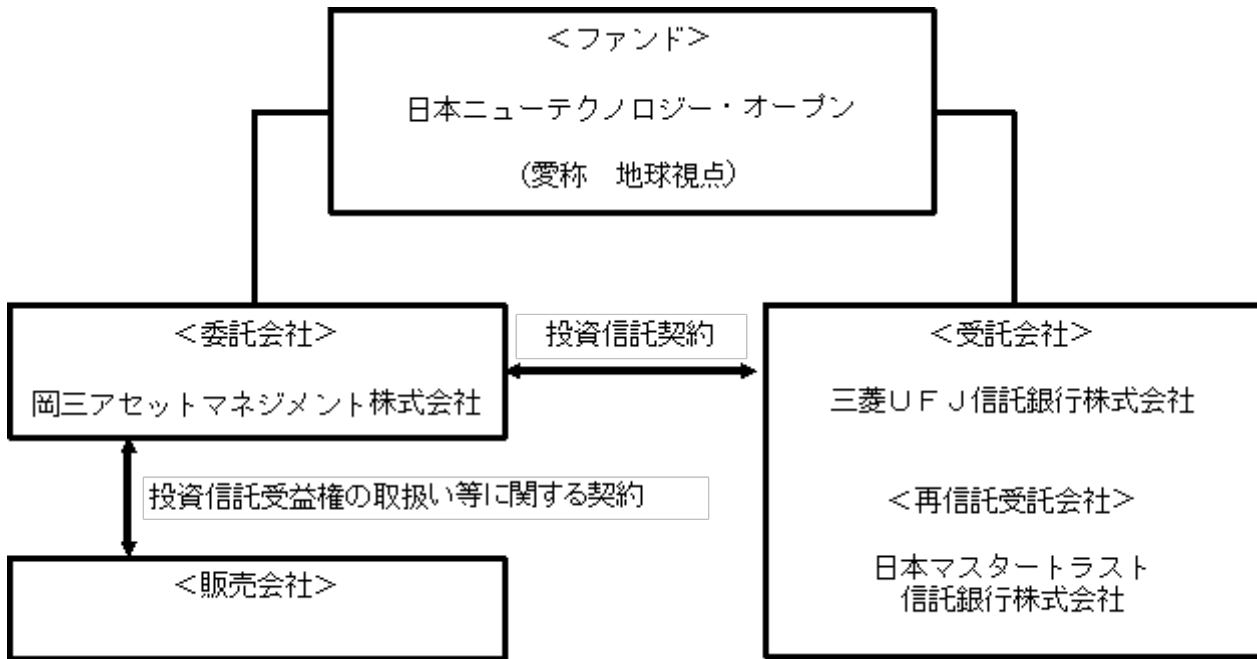 ＜ファンド＞
日本ニューテクノロジー・オープン
（愛称　地球視点）
＜委託会社＞
岡三アセットマネジメント株式会社
投資信託契約
＜受託会社＞
三菱ＵＦＪ信託銀行株式会社
＜再信託受託会社＞
日本マスタートラスト
信託銀行株式会社
投資信託受益権の取扱い等に関する契約
＜販売会社＞